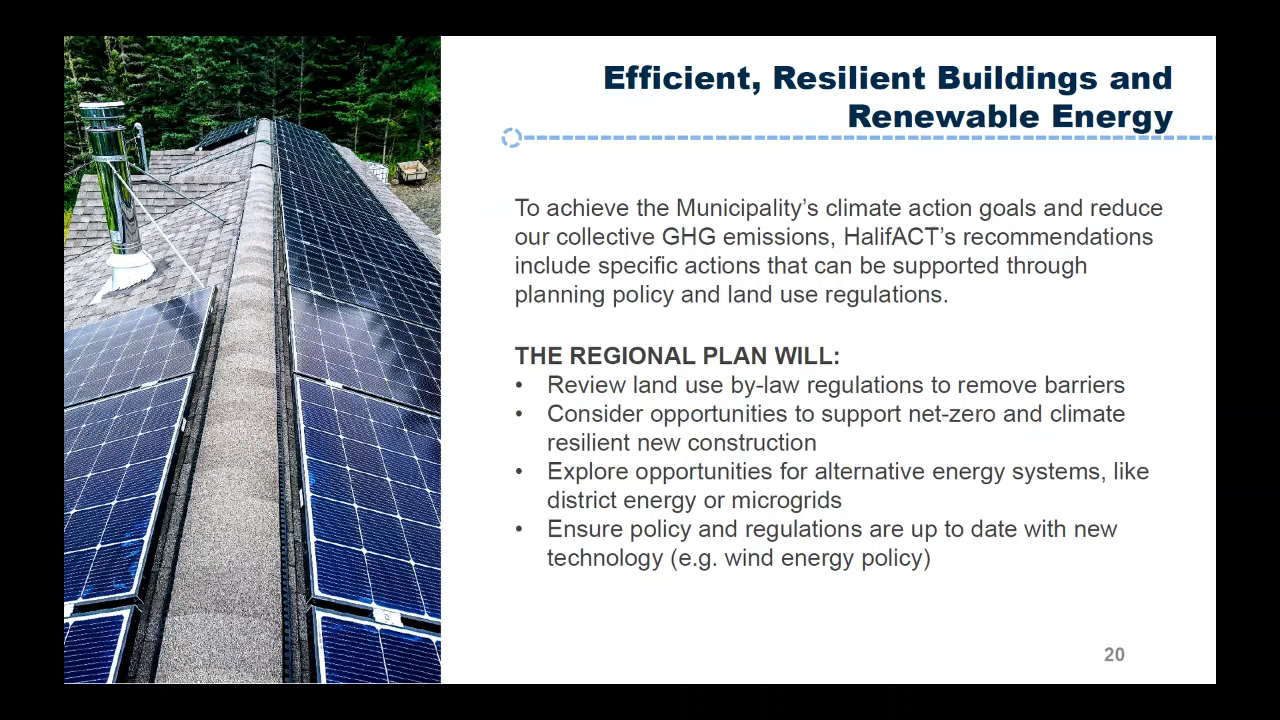 Efficient, Resilient Buildings and
Renewable Energy
To achieve the Municipality’s climate action goals and reduce
our collective GHG emissions, HalifACT’s recommendations
include specific actions that can be supported through
planning policy and land use regulations.
THE REGIONAL PLAN WILL:
• Review land use by-law regulations to remove barriers
• Consider opportunities to support net-zero and climate
resilient new construction
• Explore opportunities for alternative energy systems, like
district energy or microgrids
• Ensure policy and regulations are up to date with new
technology (e.g. wind energy policy)
20